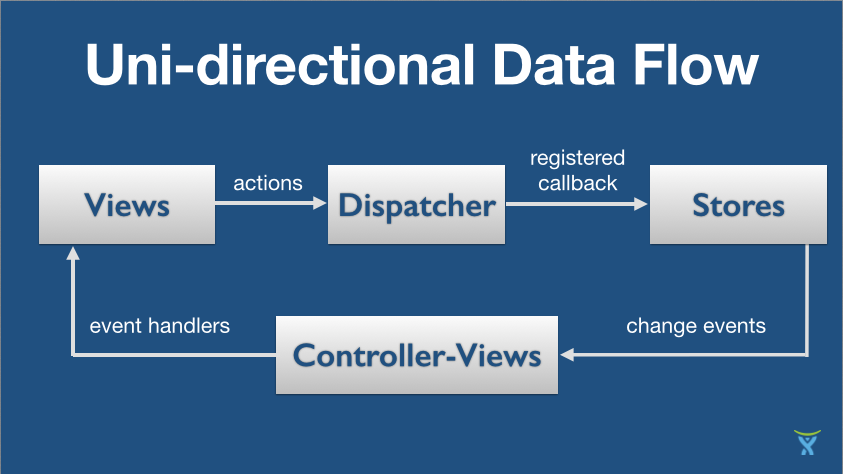 Uni-directional Data Flow
registered
callback
actions
Views
Dispatcher
Stores
event handlers
change events
Controller-Views